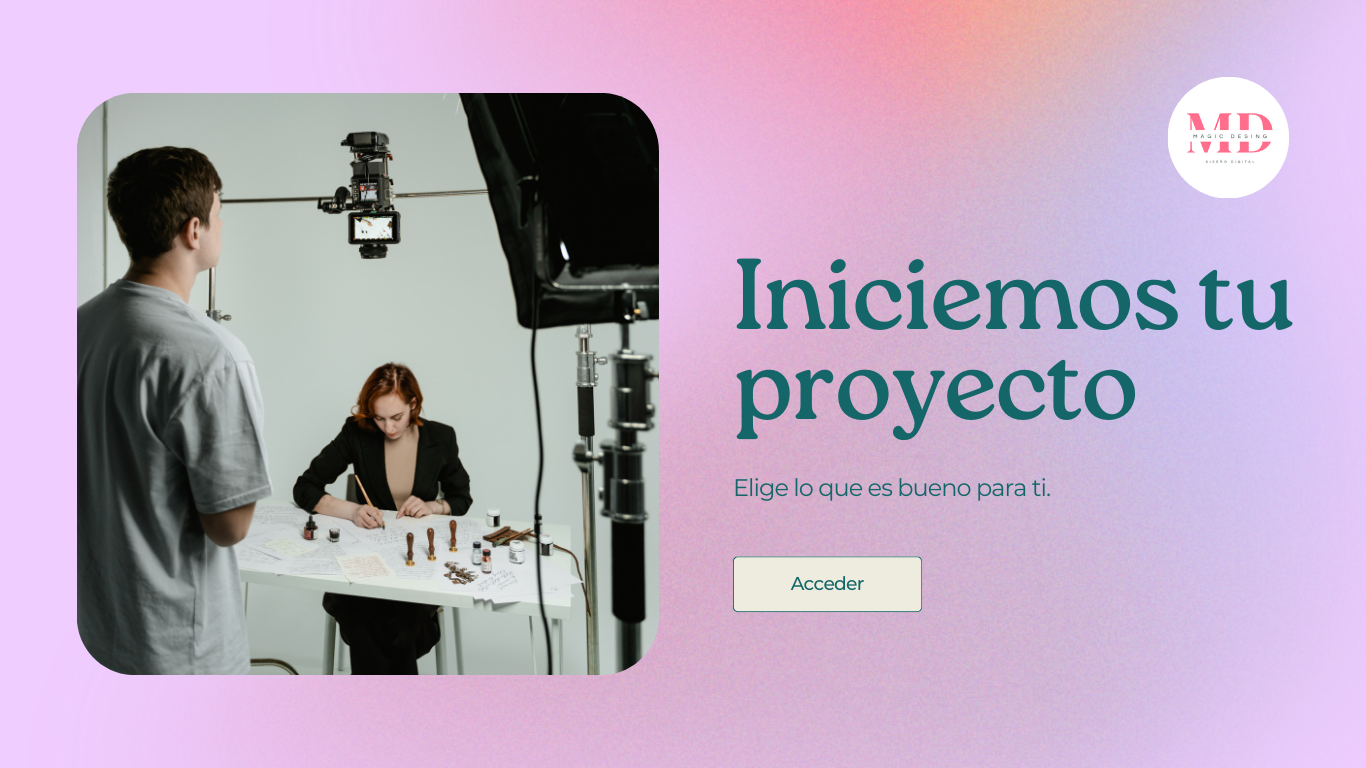 MD
MAGIC DESING
DISEÑO DIGITAL
Iniciemos tu
proyecto
Elige lo que es bueno para ti.
Acceder